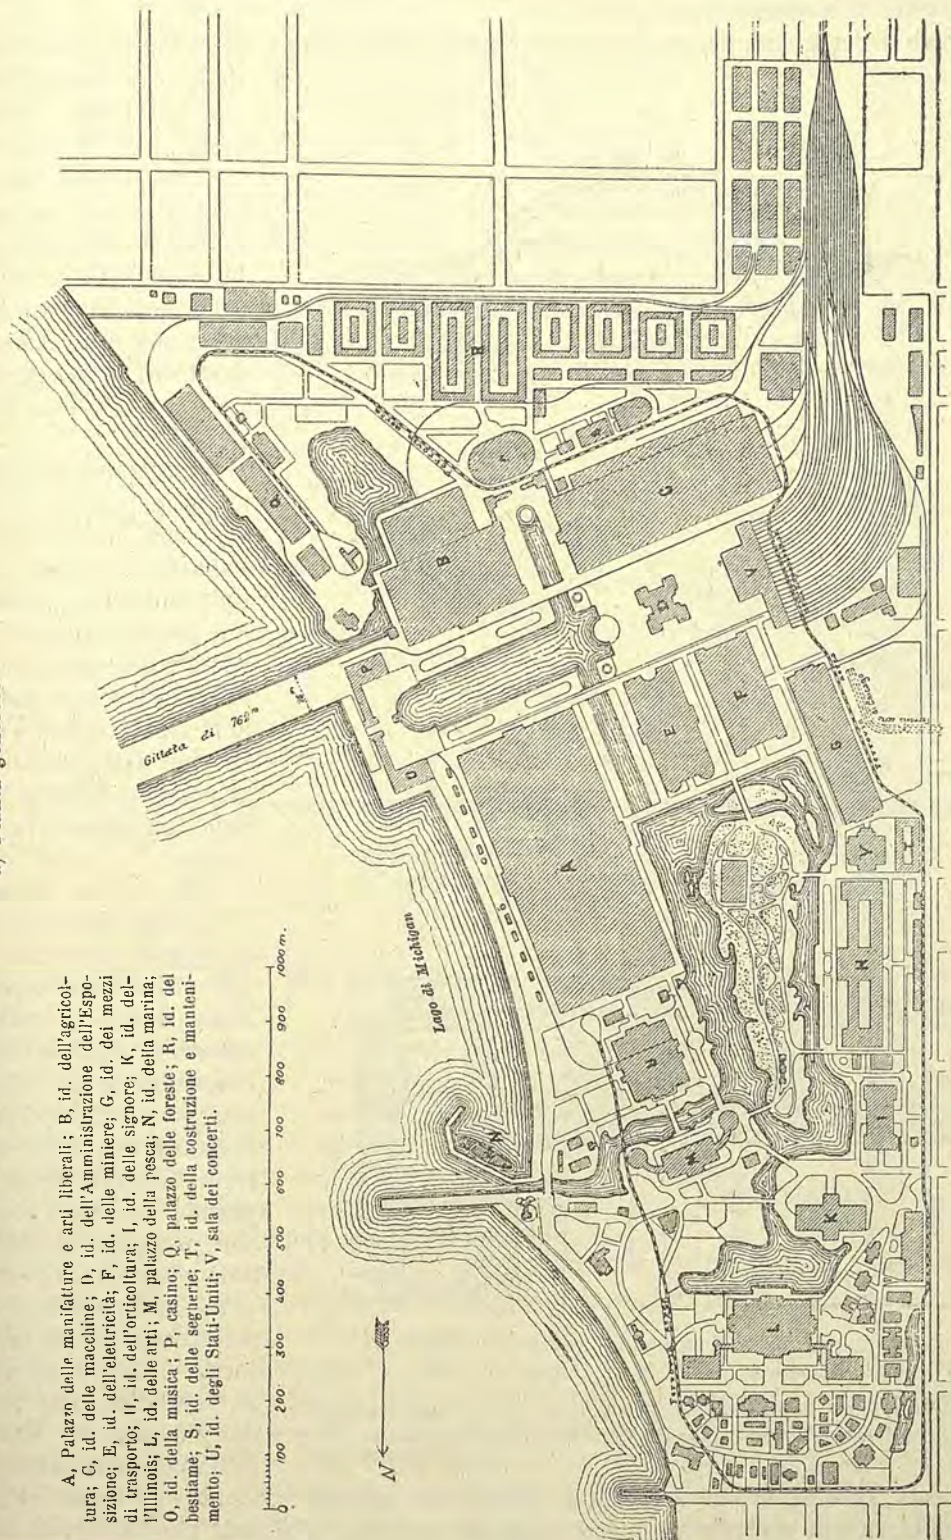 A, Palazzo delle manifatture e arti liberali; B, id. dell'agricol-
tura; C, id. delle macchine; D, id. dell'Amministrazione dell'Espo-
sizione; E, id. dell'elettricità; F, id. delle miniere; G, id. dei mezzi
di trasporto; H, id. dell'orticoltura; I, id. delle signore; K, id. del-
l'Illinois; L, id. delle arti; M, palazzo della pesca; N, id. della marina;
O, id. della musica; P, casino; Q, palazzo delle foreste; R, id. del
bestiame; S, id. delle segherie; T, id. della costruzione e manteni-
mento; U, id. degli Stati-Uniti; V, sala dei concerti.
0 100 200 300 400 500 600 700 800 900 1000 m.
N
Lago di Michigan
Gittata di 762m
A
B
C
D
E
F
G
H
I
K
L
M
N
O
P
Q
R
S
T
U
V
Y